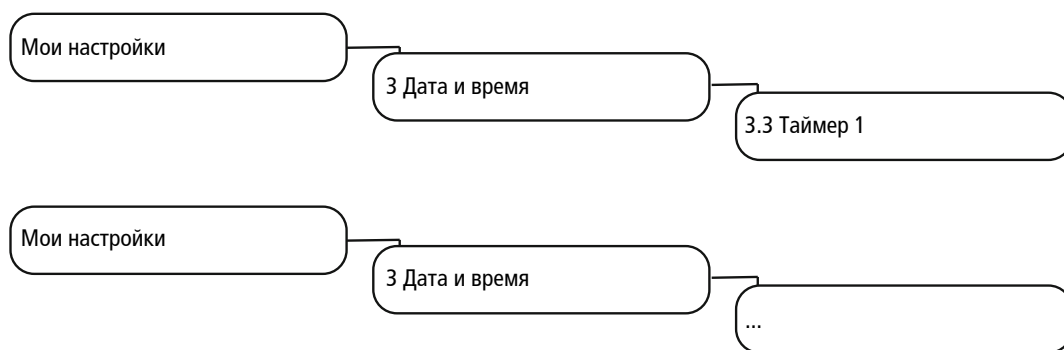 Мои настройки
3 Дата и время
3.3 Таймер 1
Мои настройки
3 Дата и время
...